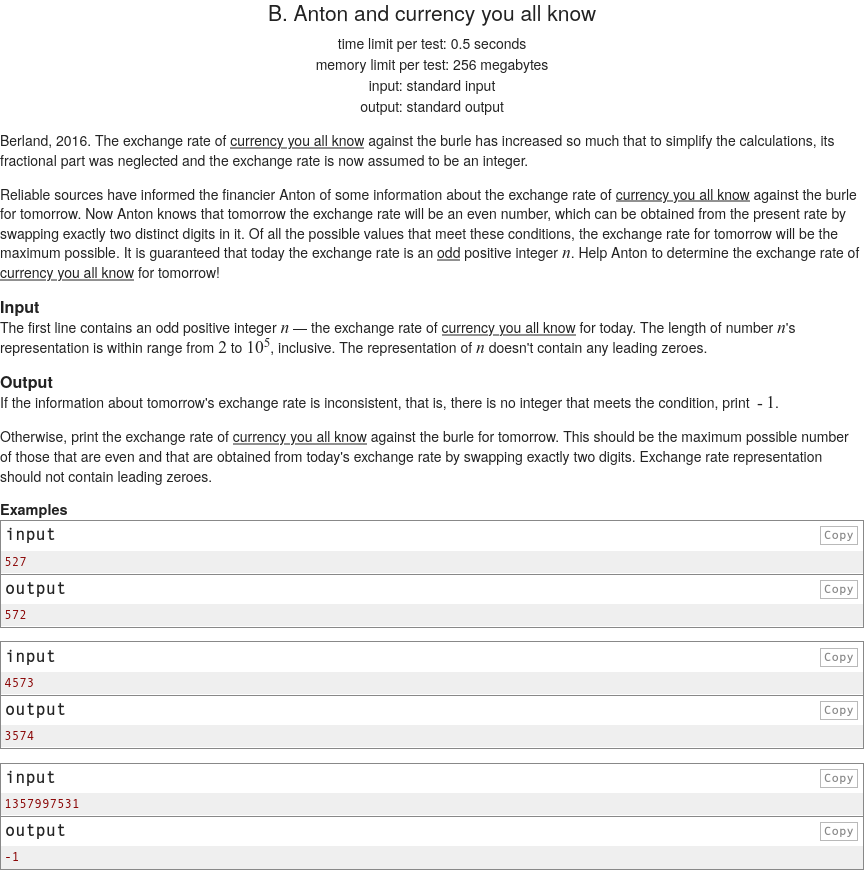 B. Anton and currency you all know
time limit per test: 0.5 seconds
memory limit per test: 256 megabytes
input: standard input
output: standard output
Berland, 2016. The exchange rate of currency you all know against the burle has increased so much that to simplify the calculations, its
fractional part was neglected and the exchange rate is now assumed to be an integer.
Reliable sources have informed the financier Anton of some information about the exchange rate of currency you all know against the burle
for tomorrow. Now Anton knows that tomorrow the exchange rate will be an even number, which can be obtained from the present rate by
swapping exactly two distinct digits in it. Of all the possible values that meet these conditions, the exchange rate for tomorrow will be the
maximum possible. It is guaranteed that today the exchange rate is an odd positive integer n. Help Anton to determine the exchange rate of
currency you all know for tomorrow!
Input
The first line contains an odd positive integer n — the exchange rate of currency you all know for today. The length of number n's
representation is within range from 2 to 10^5, inclusive. The representation of n doesn't contain any leading zeroes.
Output
If the information about tomorrow's exchange rate is inconsistent, that is, there is no integer that meets the condition, print - 1.
Otherwise, print the exchange rate of currency you all know against the burle for tomorrow. This should be the maximum possible number
of those that are even and that are obtained from today's exchange rate by swapping exactly two digits. Exchange rate representation
should not contain leading zeroes.
Examples
input Copy
527
output Copy
572
input Copy
4573
output Copy
3574
input Copy
1357997531
output Copy
-1